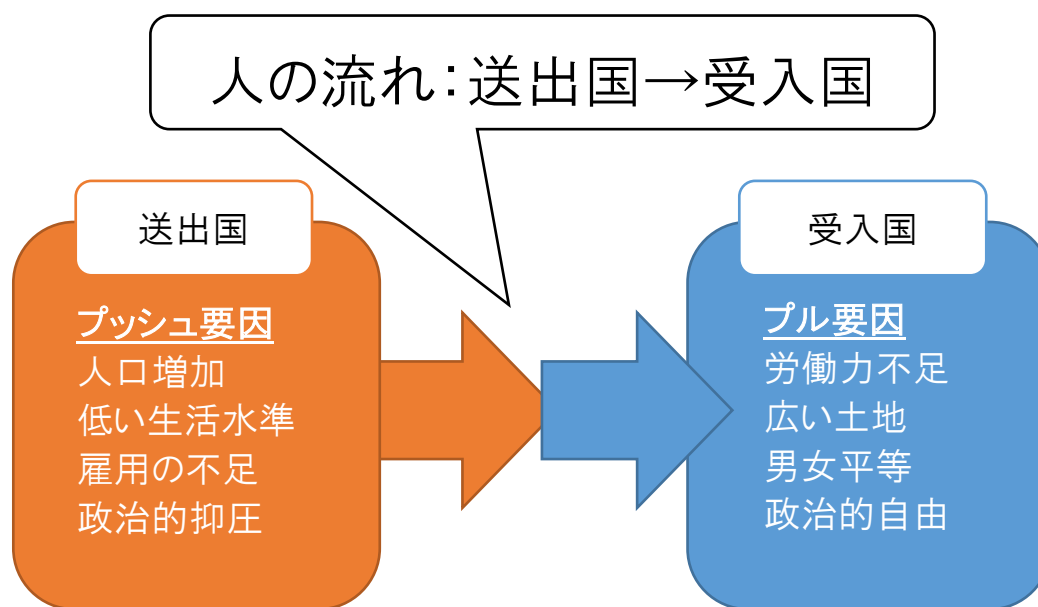 人の流れ：送出国→受入国
送出国
プッシュ要因
人口増加
低い生活水準
雇用の不足
政治的抑圧
受入国
プル要因
労働力不足
広い土地
男女平等
政治的自由